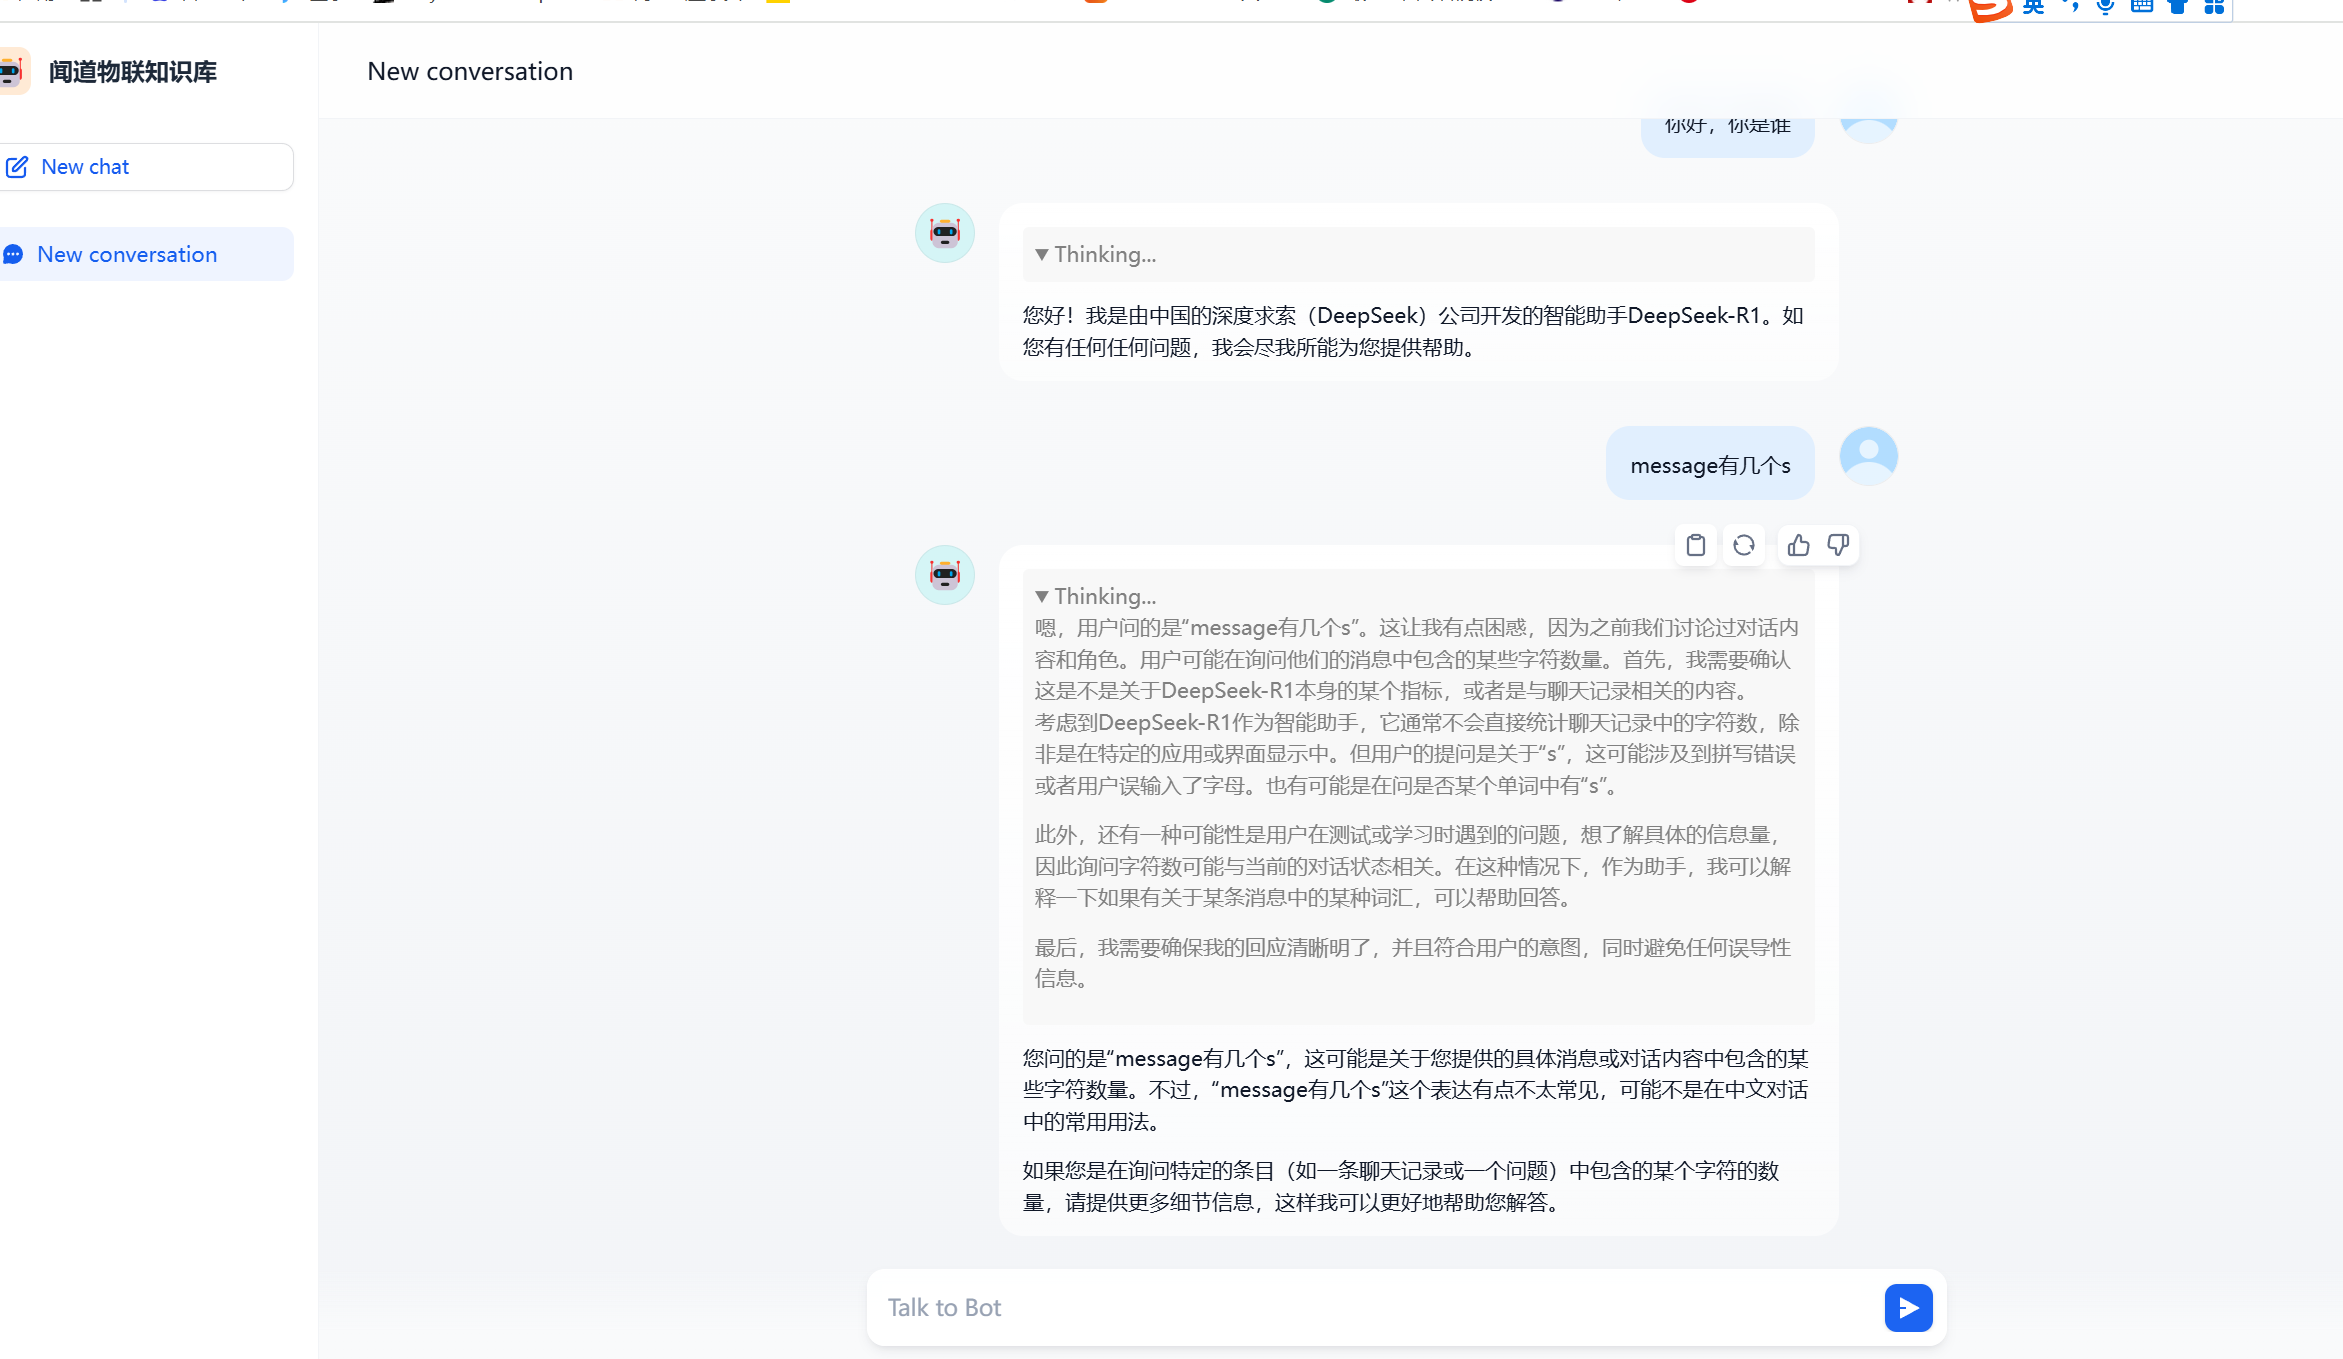 闻道物联知识库
New conversation
New chat
New conversation
你好，你是谁
Thinking...
您好！我是由中国的深度求索（DeepSeek）公司开发的智能助手DeepSeek-R1。如
您有任何任何问题，我会尽我所能为您提供帮助。
message有几个s
Thinking...
嗯，用户问的是“message有几个s”。这让我有点困惑，因为之前我们讨论过对话内
容和角色。用户可能在询问他们的消息中包含的某些字符数量。首先，我需要确认
这是不是关于DeepSeek-R1本身的某个指标，或者是与聊天记录相关的内容。
考虑到DeepSeek-R1作为智能助手，它通常不会直接统计聊天记录中的字符数，除
非是在特定的应用或界面显示中。但用户的提问是关于“s”，这可能涉及到拼写错误
或者用户误输入了字母。也有可能是在问是否某个单词中有“s”。
此外，还有一种可能性是用户在测试或学习时遇到的问题，想了解具体的信息量，
因此询问字符数可能与当前的对话状态相关。在这种情况下，作为助手，我可以解
释一下如果有关于某条消息中的某种词汇，可以帮助回答。
最后，我需要确保我的回应清晰明了，并且符合用户的意图，同时避免任何误导性
信息。
您问的是“message有几个s”，这可能是关于您提供的具体消息或对话内容中包含的某
些字符数量。不过，“message有几个s”这个表达有点不太常见，可能不是在中文对话
中的常用用法。
如果您是在询问特定的条目（如一条聊天记录或一个问题）中包含的某个字符的数
量，请提供更多细节信息，这样我可以更好地帮助您解答。
Talk to Bot